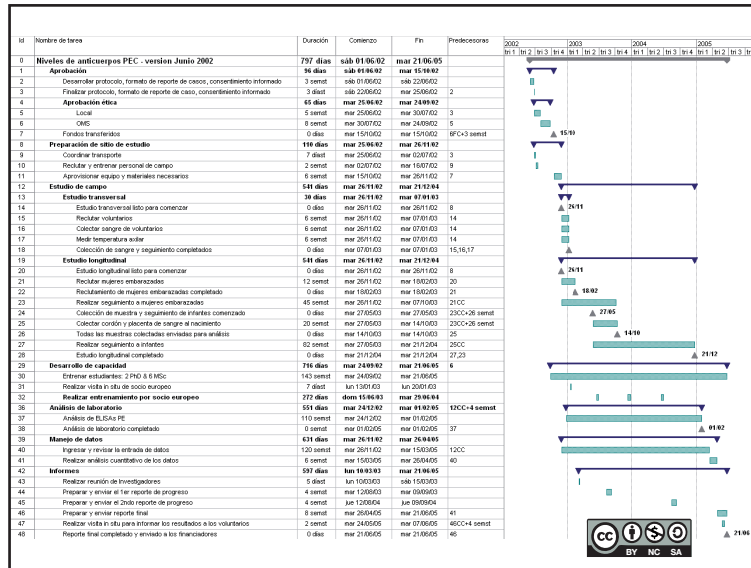 Id Nombre de tarea Duración Comienzo Fin Predecesoras 2002 2003 2004 2005
tri 1 tri 2 tri 3 tri 4 tri 1 tri 2 tri 3 tri 4 tri 1 tri 2 tri 3 tri 4 tri 1 tri 2 tri 3
0 Niveles de anticuerpos PEC - version Junio 2002 797 días sáb 01/06/02 mar 21/06/05
1 Aprobación 96 días sáb 01/06/02 mar 15/10/02
2 Desarrollar protocolo, formato de reporte de casos, consentimiento informado 3 semst sáb 01/06/02 sáb 22/06/02
3 Finalizar protocolo, formato de reporte de caso, consentimiento informado 3 díast sáb 22/06/02 mar 25/06/02 2
4 Aprobación ética 65 días mar 25/06/02 mar 24/09/02
5 Local 5 semst mar 25/06/02 mar 30/07/02 3
6 OMS 8 semst mar 30/07/02 mar 24/09/02 5
7 Fondos transferidos 0 días mar 15/10/02 mar 15/10/02 6FC+3 semst 15/10
8 Preparación de sitio de estudio 110 días mar 25/06/02 mar 26/11/02
9 Coordinar transporte 7 díast mar 25/06/02 mar 02/07/02 3
10 Reclutar y entrenar personal de campo 2 semst mar 02/07/02 mar 16/07/02 9
11 Aprovisionar equipo y materiales necesarios 6 semst mar 15/10/02 mar 26/11/02 7
12 Estudio de campo 541 días mar 26/11/02 mar 21/12/04
13 Estudio transversal 30 días mar 26/11/02 mar 07/01/03
14 Estudio transversal listo para comenzar 0 días mar 26/11/02 mar 26/11/02 8 26/11
15 Reclutar voluntarios 6 semst mar 26/11/02 mar 07/01/03 14
16 Colectar sangre de voluntarios 6 semst mar 26/11/02 mar 07/01/03 14
17 Medir temperatura axilar 6 semst mar 26/11/02 mar 07/01/03 14
18 Colección de sangre y seguimiento completados 0 días mar 07/01/03 mar 07/01/03 15,16,17
19 Estudio longitudinal 541 días mar 26/11/02 mar 21/12/04
20 Estudio longitudinal listo para comenzar 0 días mar 26/11/02 mar 26/11/02 8 26/11
21 Reclutar mujeres embarazadas 12 semst mar 26/11/02 mar 18/02/03 20
22 Reclutamiento de mujeres embarazadas completado 0 días mar 18/02/03 mar 18/02/03 21 18/02
23 Realizar seguimiento a mujeres embarazadas 45 semst mar 26/11/02 mar 07/10/03 21CC
24 Colección de muestra y seguimiento de infantes comenzado 0 días mar 27/05/03 mar 27/05/03 23CC+26 semst 27/05
25 Colectar cordón y placenta de sangre al nacimiento 20 semst mar 27/05/03 mar 14/10/03 23CC+26 semst
26 Todas las muestras colectadas enviadas para análisis 0 días mar 14/10/03 mar 14/10/03 25 14/10
27 Realizar seguimiento a infantes 82 semst mar 27/05/03 mar 21/12/04 25CC
28 Estudio longitudinal completado 0 días mar 21/12/04 mar 21/12/04 27,23 21/12
29 Desarrollo de capacidad 716 días mar 24/09/02 mar 21/06/05 6
30 Entrenar estudiantes: 2 PhD & 6 MSc 143 semst mar 24/09/02 mar 21/06/05
31 Realizar visita in situ de socio europeo 7 díast lun 13/01/03 lun 20/01/03
32 Realizar entrenamiento por socio europeo 272 días dom 15/06/03 mar 29/06/04
36 Análisis de laboratorio 551 días mar 24/12/02 mar 01/02/05 12CC+4 semst
37 Análisis de ELISAs PE 110 semst mar 24/12/02 mar 01/02/05
38 Análisis de laboratorio completado 0 semst mar 01/02/05 mar 01/02/05 37 01/02
39 Manejo de datos 631 días mar 26/11/02 mar 26/04/05
40 Ingresar y revisar la entrada de datos 120 semst mar 26/11/02 mar 15/03/05 12CC
41 Realizar análisis cuantitativo de los datos 6 semst mar 15/03/05 mar 26/04/05 40
42 Informes 597 días lun 10/03/03 mar 21/06/05
43 Realizar reunión de Investigadores 5 díast lun 10/03/03 sáb 15/03/03
44 Preparar y enviar el 1er reporte de progreso 4 semst mar 12/08/03 mar 09/09/03
45 Preparar y enviar el 2ndo reporte de progreso 4 semst jue 12/08/04 jue 09/09/04
46 Preparar y enviar reporte final 8 semst mar 26/04/05 mar 21/06/05 41
47 Realizar visita in situ para informar los resultados a los voluntarios 2 semst mar 24/05/05 mar 07/06/05 46CC+4 semst
48 Reporte final completado y enviado a los financiadores 0 días mar 21/06/05 mar 21/06/05 46 21/06
cc BY NC SA